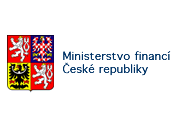 Ministerstvo financí
České republiky